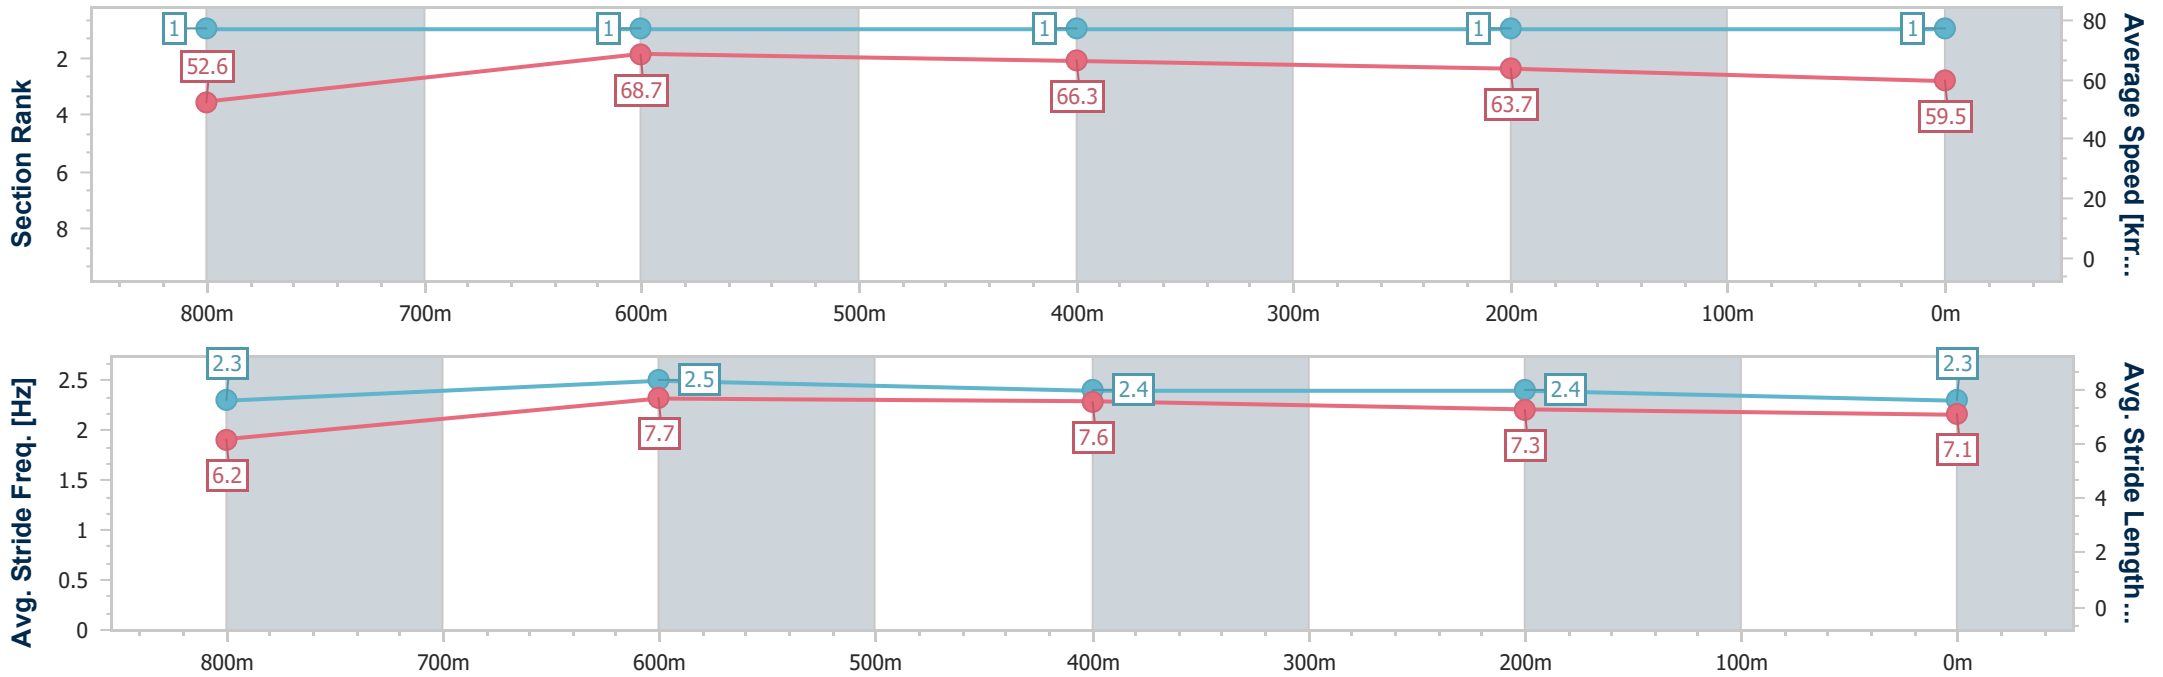 Section Rank
2
4
6
8
1
1
1
1
1
52.6
68.7
66.3
63.7
59.5
80
60
40
20
0
Average Speed [km...
800m
700m
600m
500m
400m
300m
200m
100m
0m
Avg. Stride Freq. [Hz]
2.5
2
1.5
1
0.5
0
2.3
2.5
2.4
2.4
2.3
6.2
7.7
7.6
7.3
7.1
8
6
4
2
0
Avg. Stride Length...
800m
700m
600m
500m
400m
300m
200m
100m
0m